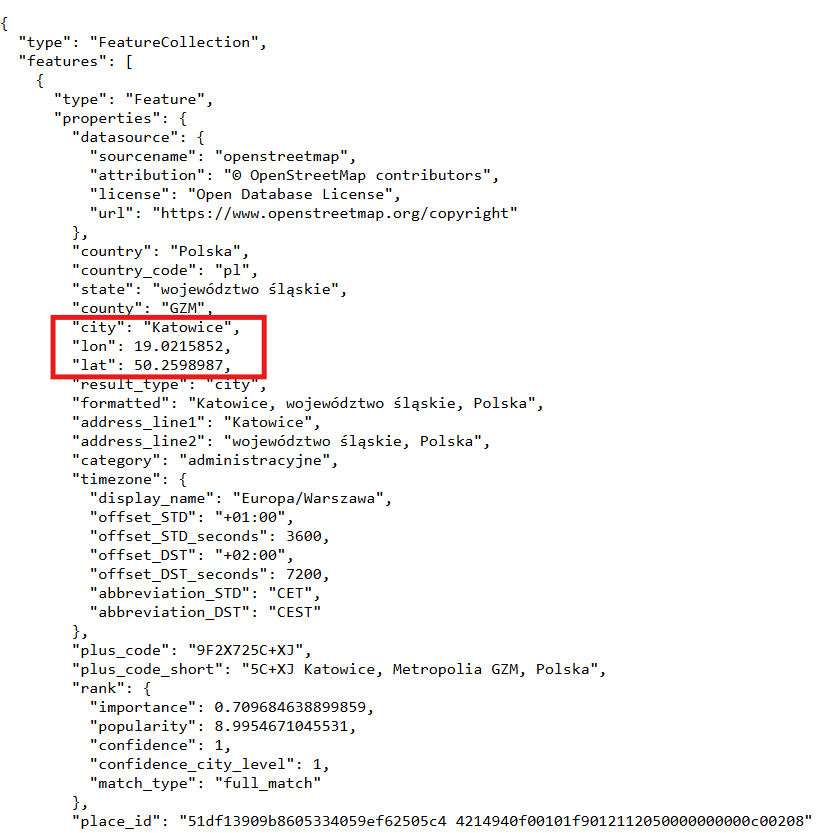 {
"type": "FeatureCollection",
"features": [
{
"type": "Feature",
"properties": {
"datasource": {
"sourcename": "openstreetmap",
"attribution": "© OpenStreetMap contributors",
"license": "Open Database License",
"url": "https://www.openstreetmap.org/copyright"
},
"country": "Polska",
"country_code": "pl",
"state": "województwo śląskie",
"county": "GZM",
"city": "Katowice",
"lon": 19.0215852,
"lat": 50.2598987,
"result_type": "city",
"formatted": "Katowice, województwo śląskie, Polska",
"address_line1": "Katowice",
"address_line2": "województwo śląskie, Polska",
"category": "administracyjne",
"timezone": {
"display_name": "Europa/Warszawa",
"offset_STD": "+01:00",
"offset_STD_seconds": 3600,
"offset_DST": "+02:00",
"offset_DST_seconds": 7200,
"abbreviation_STD": "CET",
"abbreviation_DST": "CEST"
},
"plus_code": "9F2X725C+XJ",
"plus_code_short": "5C+XJ Katowice, Metropolia GZM, Polska",
"rank": {
"importance": 0.709684638899859,
"popularity": 8.9954671045531,
"confidence": 1,
"confidence_city_level": 1,
"match_type": "full_match"
},
"place_id": "51df13909b8605334059ef62505c4 4214940f00101f9012112050000000000c00208"